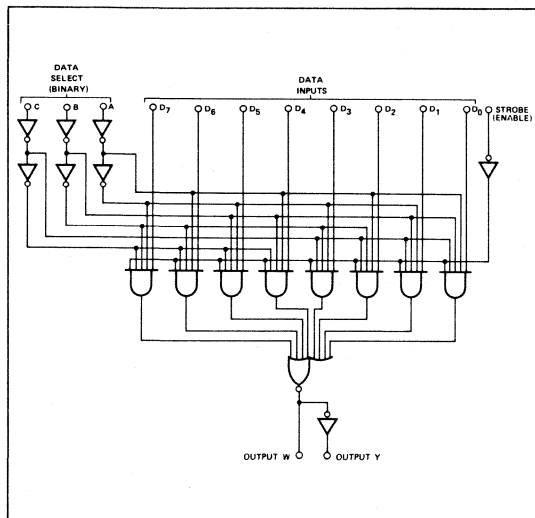 DATA
SELECT
(BINARY)
DATA
INPUTS
C B A D7 D6 D5 D4 D3 D2 D1 D0 STROBE
(ENABLE)
OUTPUT W OUTPUT Y